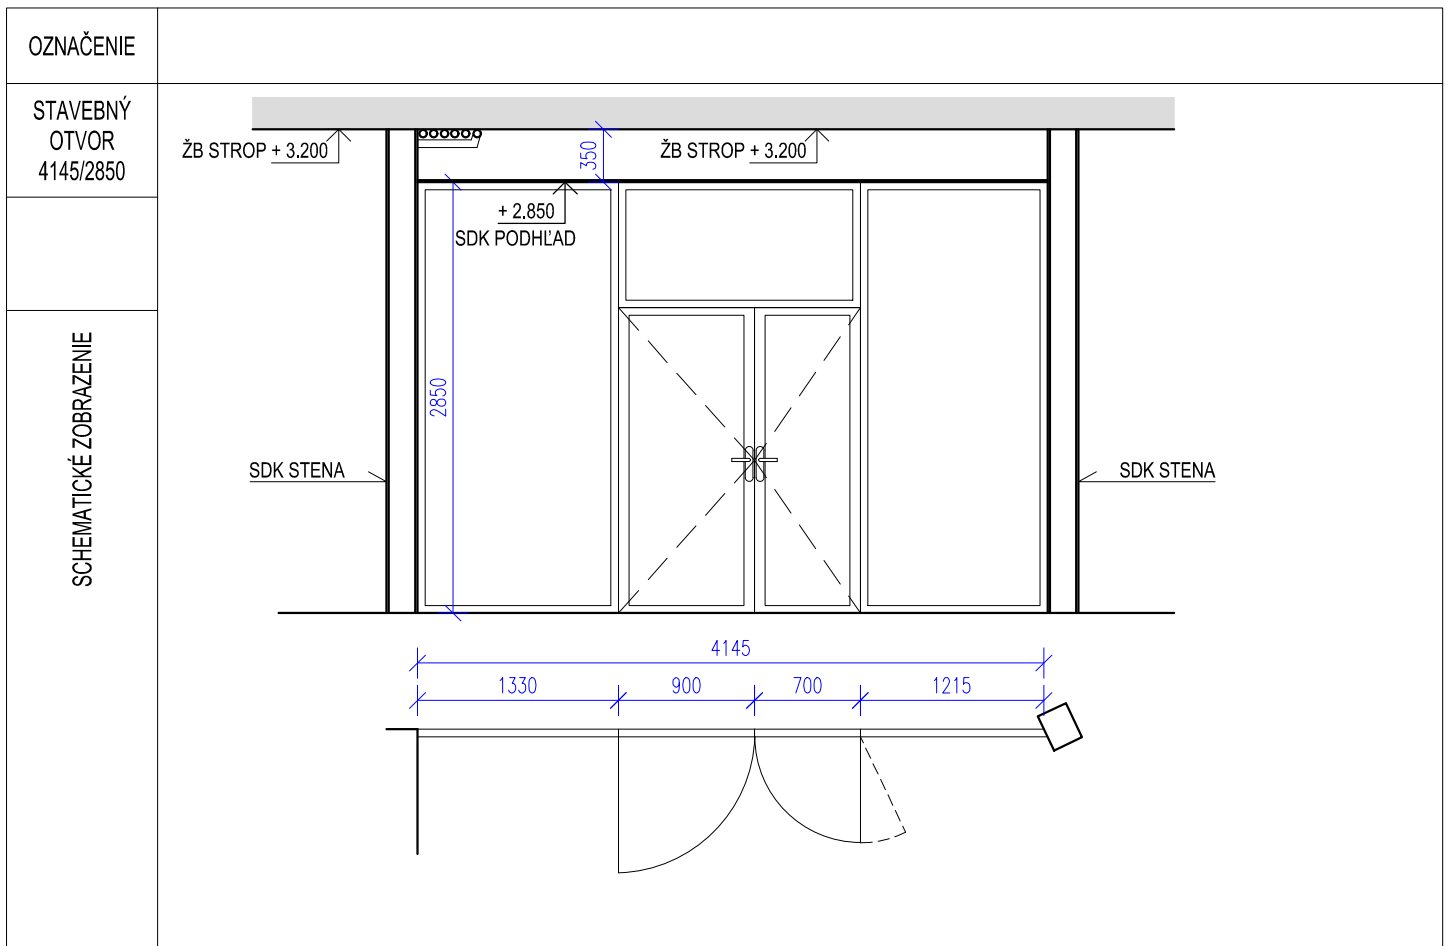 OZNAČENIE
STAVEBNÝ
OTVOR
4145/2850
SCHEMATICKÉ ZOBRAZENIE
ŽB STROP + 3.200
350
ŽB STROP + 3.200
+ 2.850
SDK PODHĽAD
2850
SDK STENA
SDK STENA
4145
1330
900
700
1215